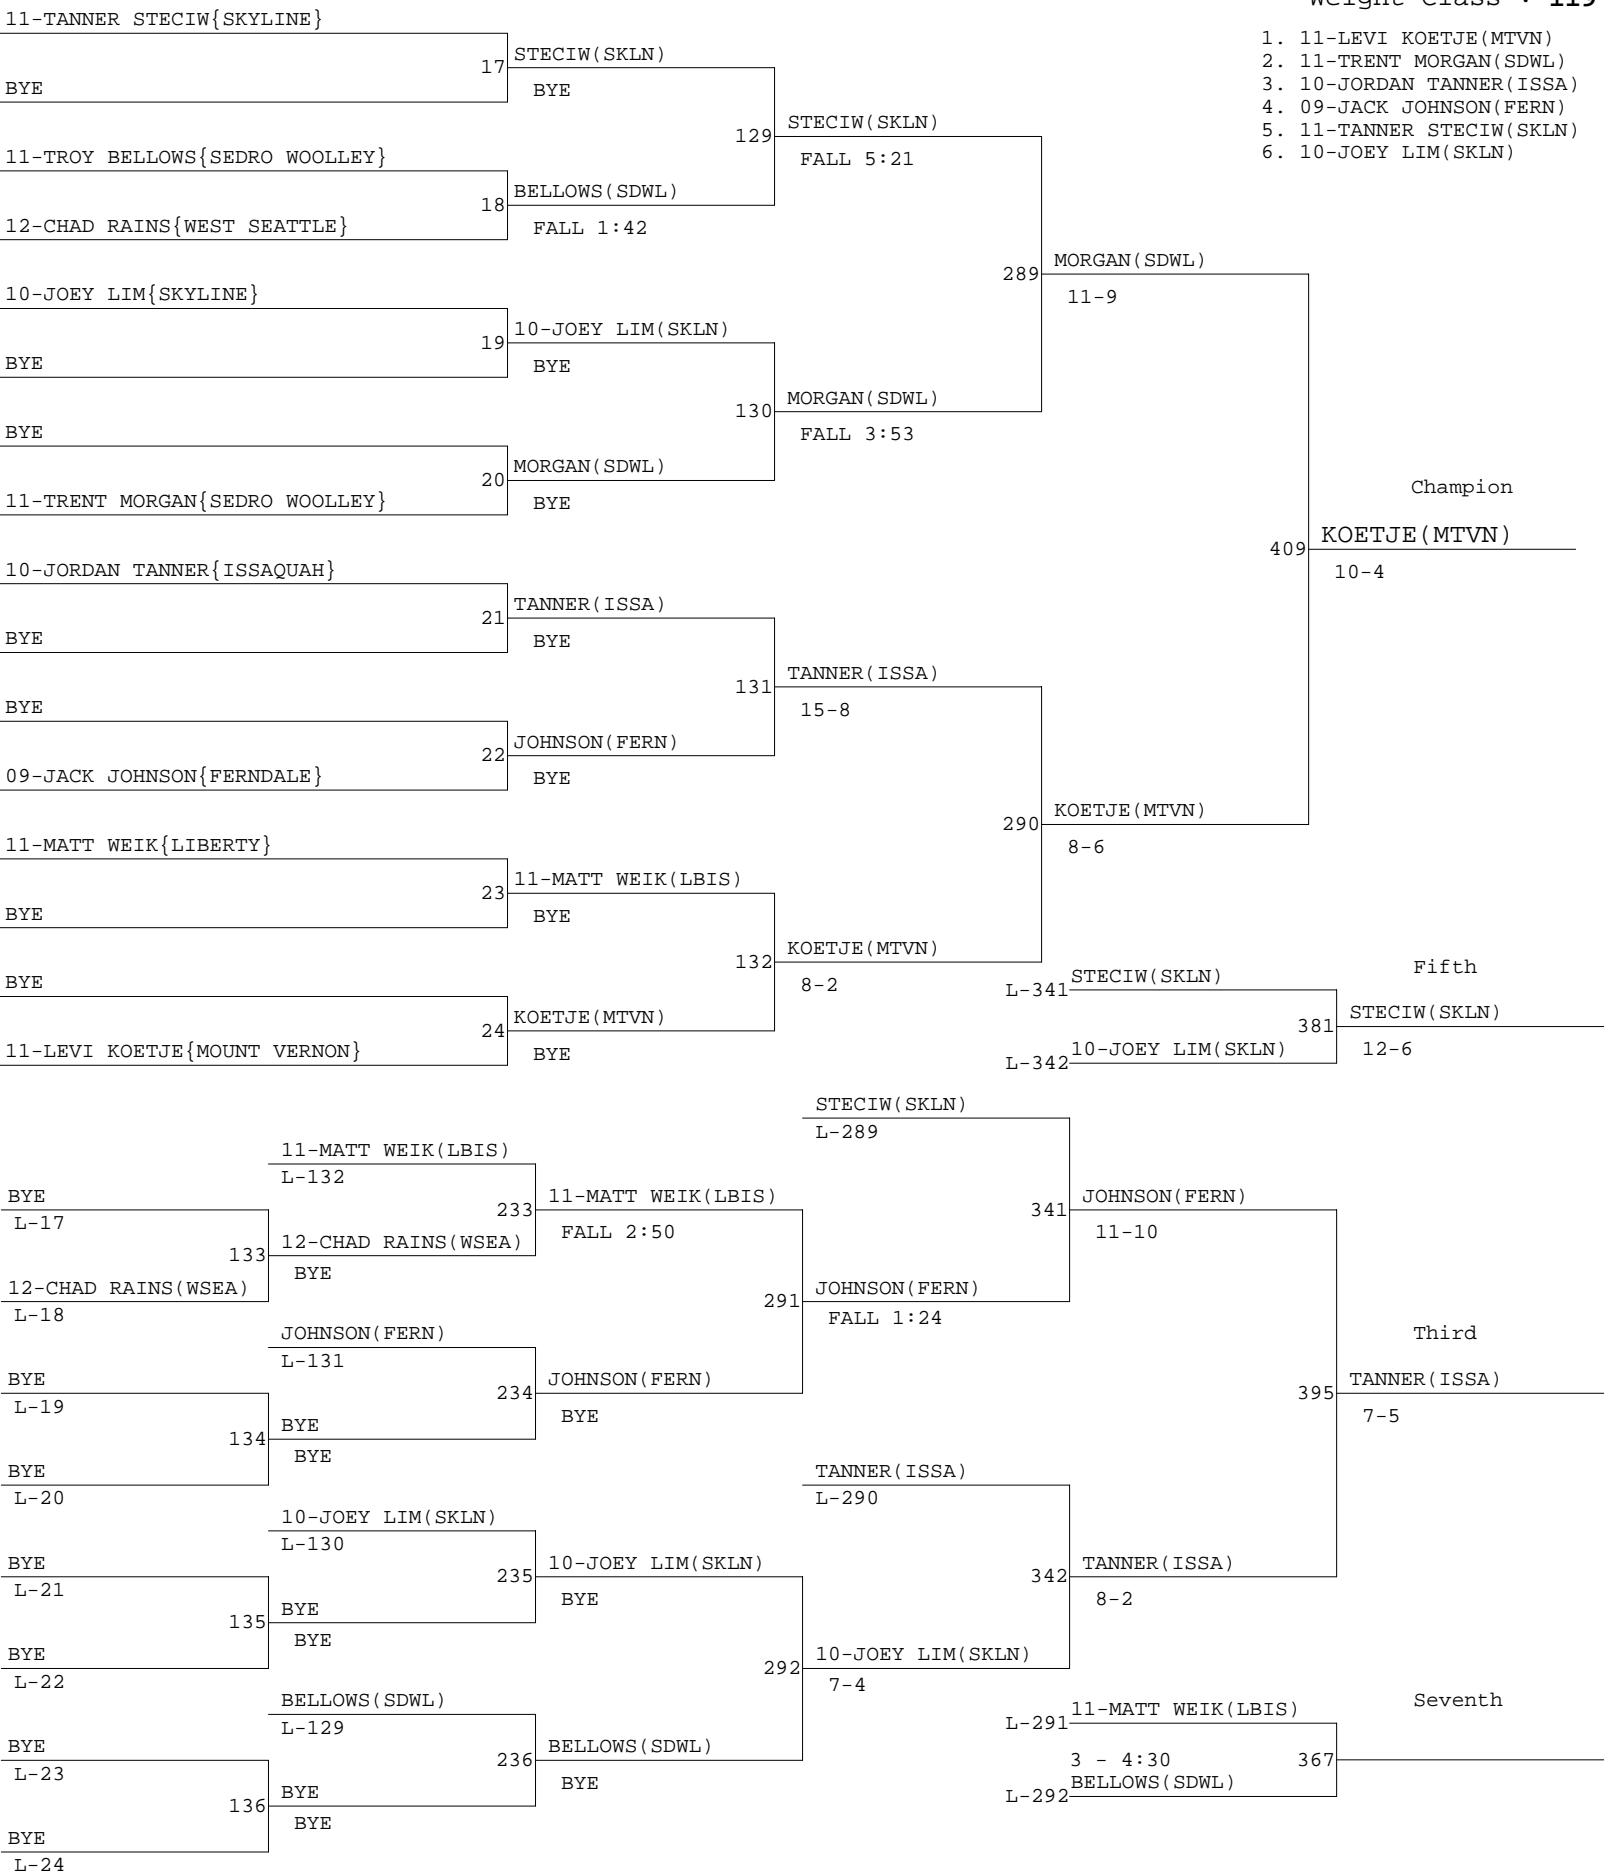 Weight Class : 119
1. 11-LEVI KOETJE(MTVN)
2. 11-TRENT MORGAN(SDWL)
3. 10-JORDAN TANNER(ISSA)
4. 09-JACK JOHNSON(FERN)
5. 11-TANNER STECIW(SKLN)
6. 10-JOEY LIM(SKLN)
11-TANNER STECIW{SKYLINE}
17
STECIW(SKLN)
BYE
BYE
129
STECIW(SKLN)
FALL 5:21
11-TROY BELLOWS{SEDRO WOOLLEY}
18
BELLOWS(SDWL)
FALL 1:42
12-CHAD RAINS{WEST SEATTLE}
289
MORGAN(SDWL)
11-9
10-JOEY LIM{SKYLINE}
19
10-JOEY LIM(SKLN)
BYE
BYE
130
MORGAN(SDWL)
FALL 3:53
BYE
20
MORGAN(SDWL)
BYE
11-TRENT MORGAN{SEDRO WOOLLEY}
Champion
409
KOETJE(MTVN)
10-4
10-JORDAN TANNER{ISSAQUAH}
21
TANNER(ISSA)
BYE
BYE
131
TANNER(ISSA)
15-8
BYE
22
JOHNSON(FERN)
BYE
09-JACK JOHNSON{FERNDALE}
290
KOETJE(MTVN)
8-6
11-MATT WEIK{LIBERTY}
23
11-MATT WEIK(LBIS)
BYE
BYE
132
KOETJE(MTVN)
8-2
BYE
24
KOETJE(MTVN)
BYE
11-LEVI KOETJE{MOUNT VERNON}
Fifth
L-341
STECIW(SKLN)
381
STECIW(SKLN)
12-6
L-342
10-JOEY LIM(SKLN)
STECIW(SKLN)
L-289
11-MATT WEIK(LBIS)
L-132
BYE
L-17
233
11-MATT WEIK(LBIS)
FALL 2:50
341
JOHNSON(FERN)
11-10
133
12-CHAD RAINS(WSEA)
BYE
12-CHAD RAINS(WSEA)
L-18
291
JOHNSON(FERN)
FALL 1:24
JOHNSON(FERN)
L-131
Third
BYE
L-19
234
JOHNSON(FERN)
BYE
395
TANNER(ISSA)
7-5
134
BYE
BYE
BYE
L-20
TANNER(ISSA)
L-290
10-JOEY LIM(SKLN)
L-130
BYE
L-21
235
10-JOEY LIM(SKLN)
BYE
342
TANNER(ISSA)
8-2
135
BYE
BYE
BYE
L-22
292
10-JOEY LIM(SKLN)
7-4
BELLOWS(SDWL)
L-129
Seventh
L-291
11-MATT WEIK(LBIS)
BYE
L-23
236
BELLOWS(SDWL)
BYE
3 - 4:30
367
L-292
BELLOWS(SDWL)
136
BYE
BYE
BYE
L-24